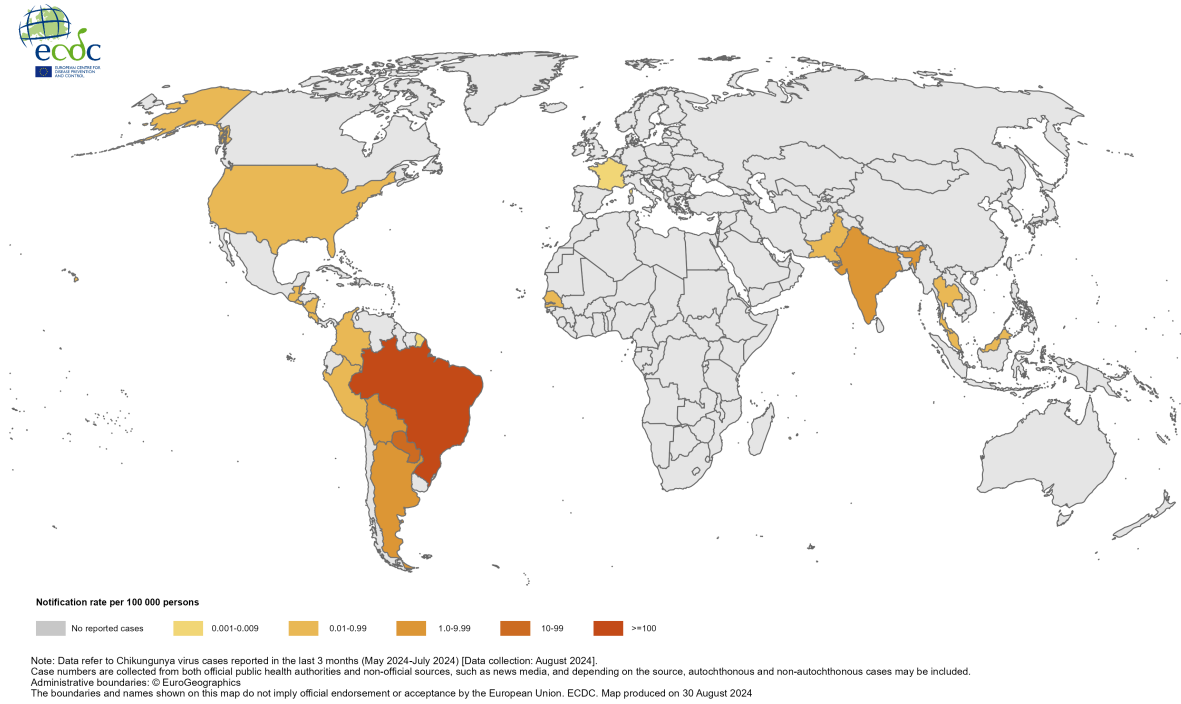 ecdc
EUROPEAN CENTRE FOR
DISEASE PREVENTION
AND CONTROL
Notification rate per 100 000 persons
No reported cases
0.001-0.009
0.01-0.99
1.0-9.99
10-99
>=100
Note: Data refer to Chikungunya virus cases reported in the last 3 months (May 2024-July 2024) [Data collection: August 2024].
Case numbers are collected from both official public health authorities and non-official sources, such as news media, and depending on the source, autochthonous and non-autochthonous cases may be included.
Administrative boundaries: © EuroGeographics
The boundaries and names shown on this map do not imply official endorsement or acceptance by the European Union. ECDC. Map produced on 30 August 2024